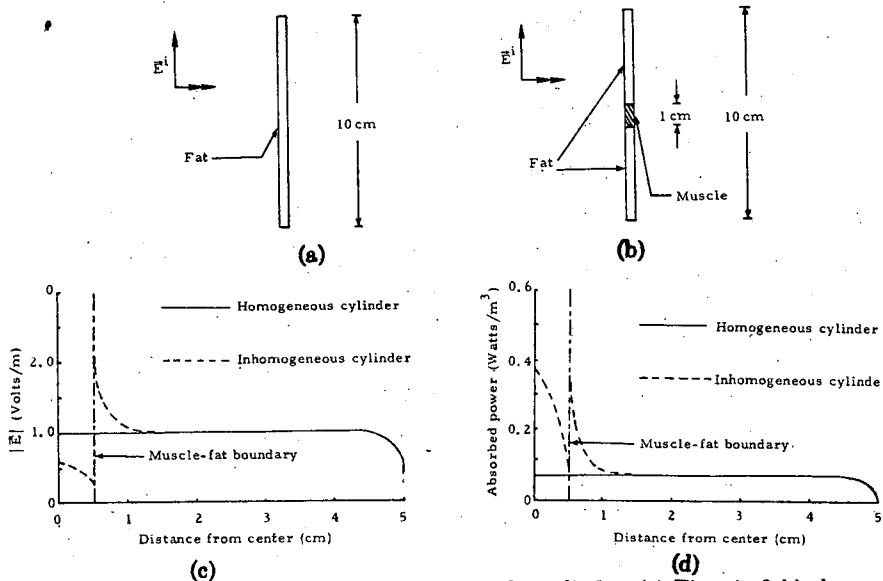 E i
Fat
10 cm
(a)
E i
Fat
1 cm
10 cm
Muscle
(b)
0
2.0
1.0
0
|E| (Volts/m)
Homogeneous cylinder
Inhomogeneous cylinder
Muscle-fat boundary
0 1 2 3 4 5
Distance from center (cm)
(c)
0.6
0.4
0.2
0
Absorbed power (Watts/m³)
Homogeneous cylinder
Inhomogeneous cylinde
Muscle-fat boundary
0 1 2 3 4 5
Distance from center (cm)
(d)